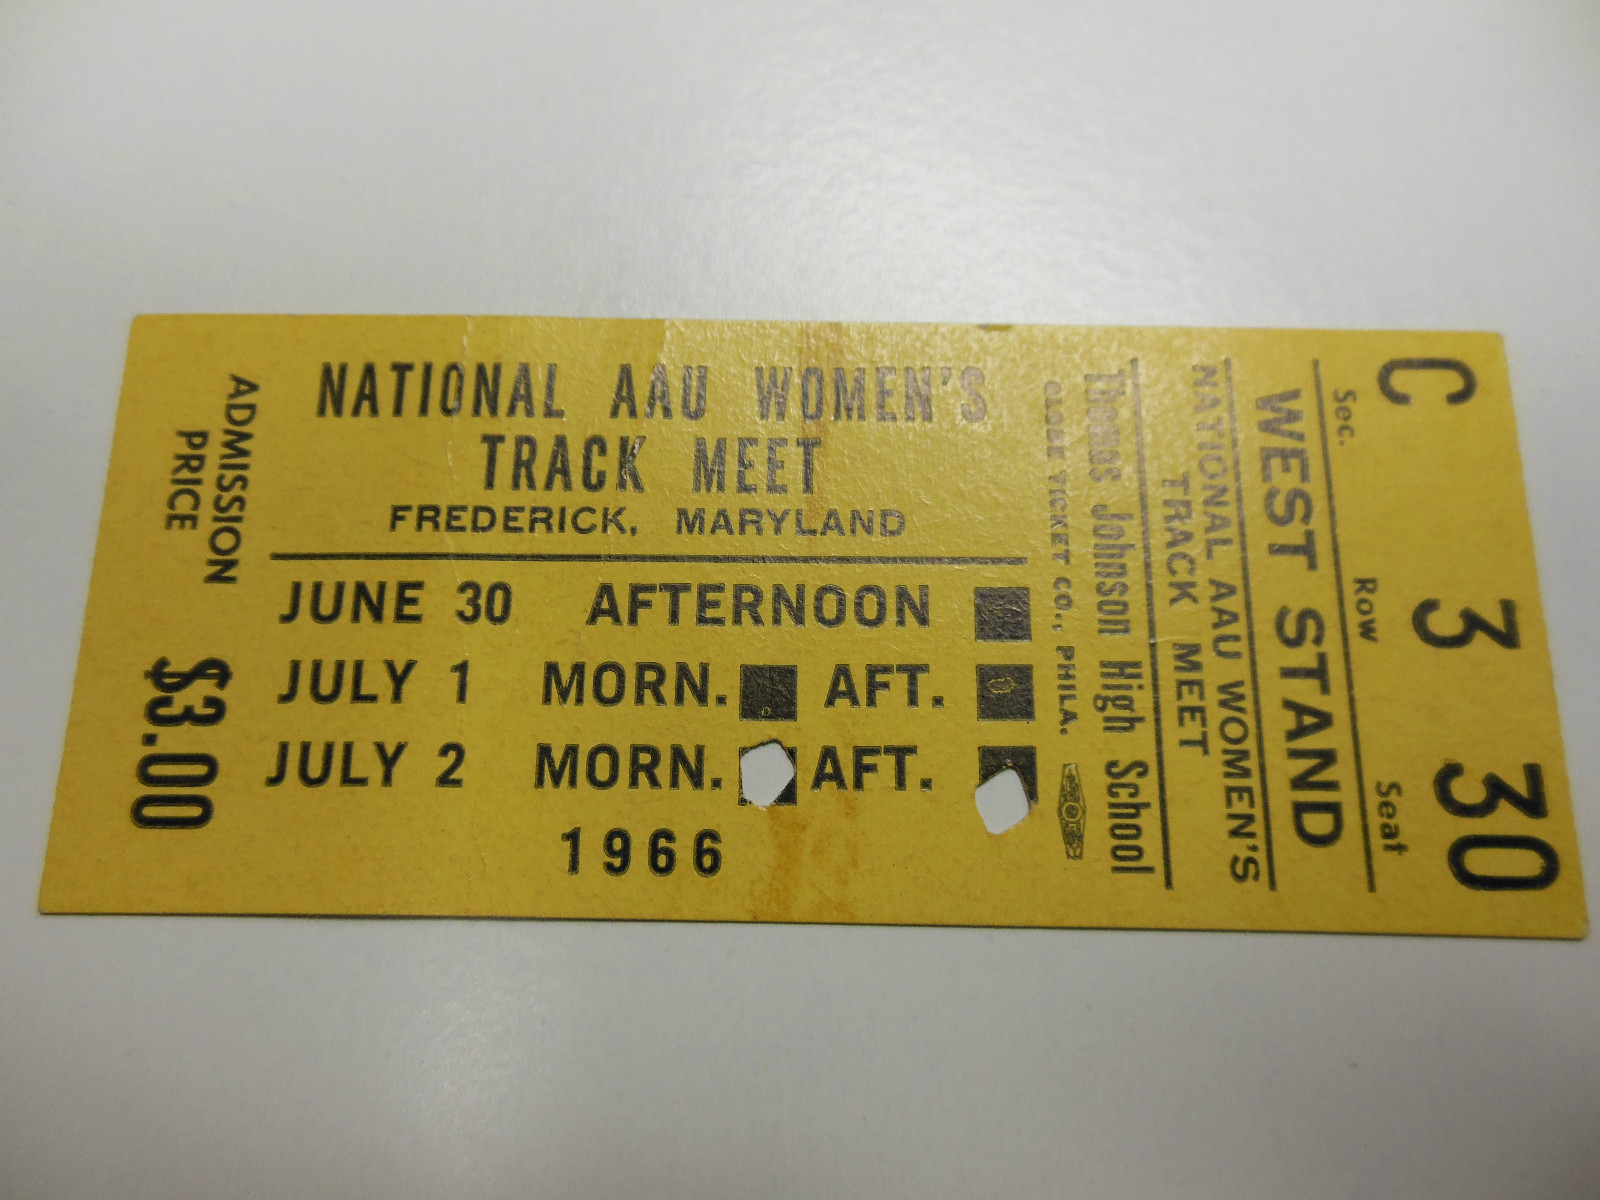 ADMISSION
PRICE
$3.00
NATIONAL AAU WOMEN'S
TRACK MEET
FREDERICK, MARYLAND
JUNE 30 AFTERNOON
JULY 1 MORN. AFT.
JULY 2 MORN. AFT.
1966
C 3 30
Sec. Row Seat
WEST STAND
NATIONAL AAU WOMEN'S
TRACK MEET
Thomas Johnson High School
GLOBE TICKET CO., PHILA.